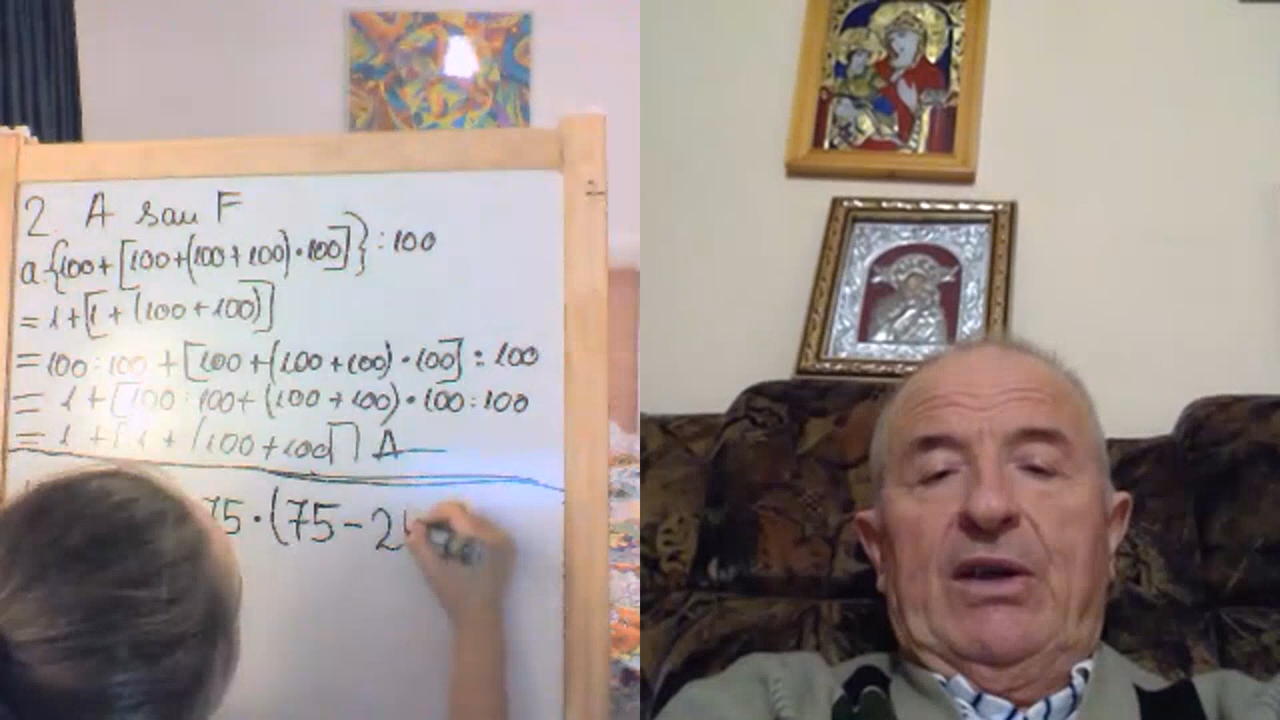 2. A sau F
a. {100+[100+(100+100)·100]}:100
=1+[1+(100+100)]
=100:100+[100+(100+100)·100]:100
=1+[100:100+(100+100)·100:100
=1+[1+(100+100)] A
75·(75-2